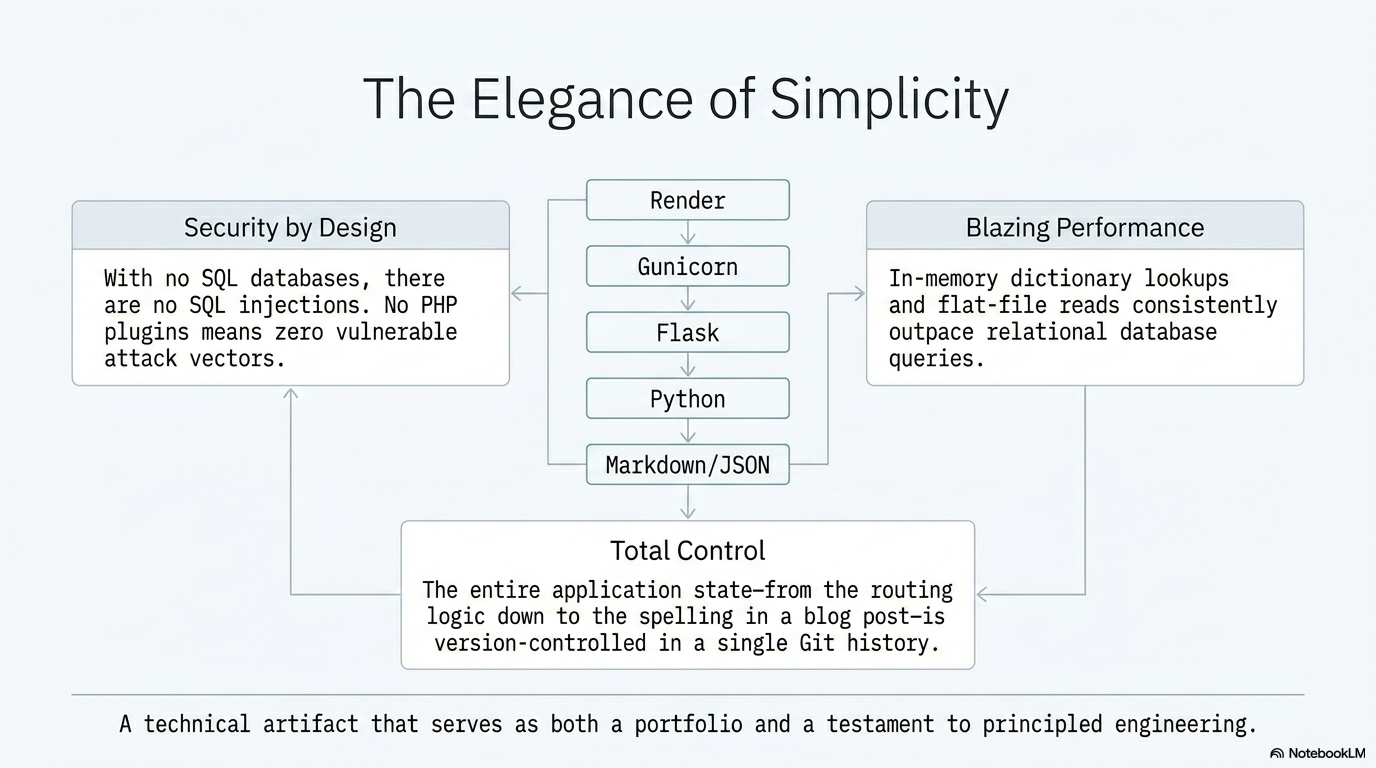 The Elegance of Simplicity
Security by Design
With no SQL databases, there
are no SQL injections. No PHP
plugins means zero vulnerable
attack vectors.
Render
Gunicorn
Flask
Python
Markdown/JSON
Blazing Performance
In-memory dictionary lookups
and flat-file reads consistently
outpace relational database
queries.
Total Control
The entire application state—from the routing
logic down to the spelling in a blog post—is
version-controlled in a single Git history.
A technical artifact that serves as both a portfolio and a testament to principled engineering.
NotebookLM